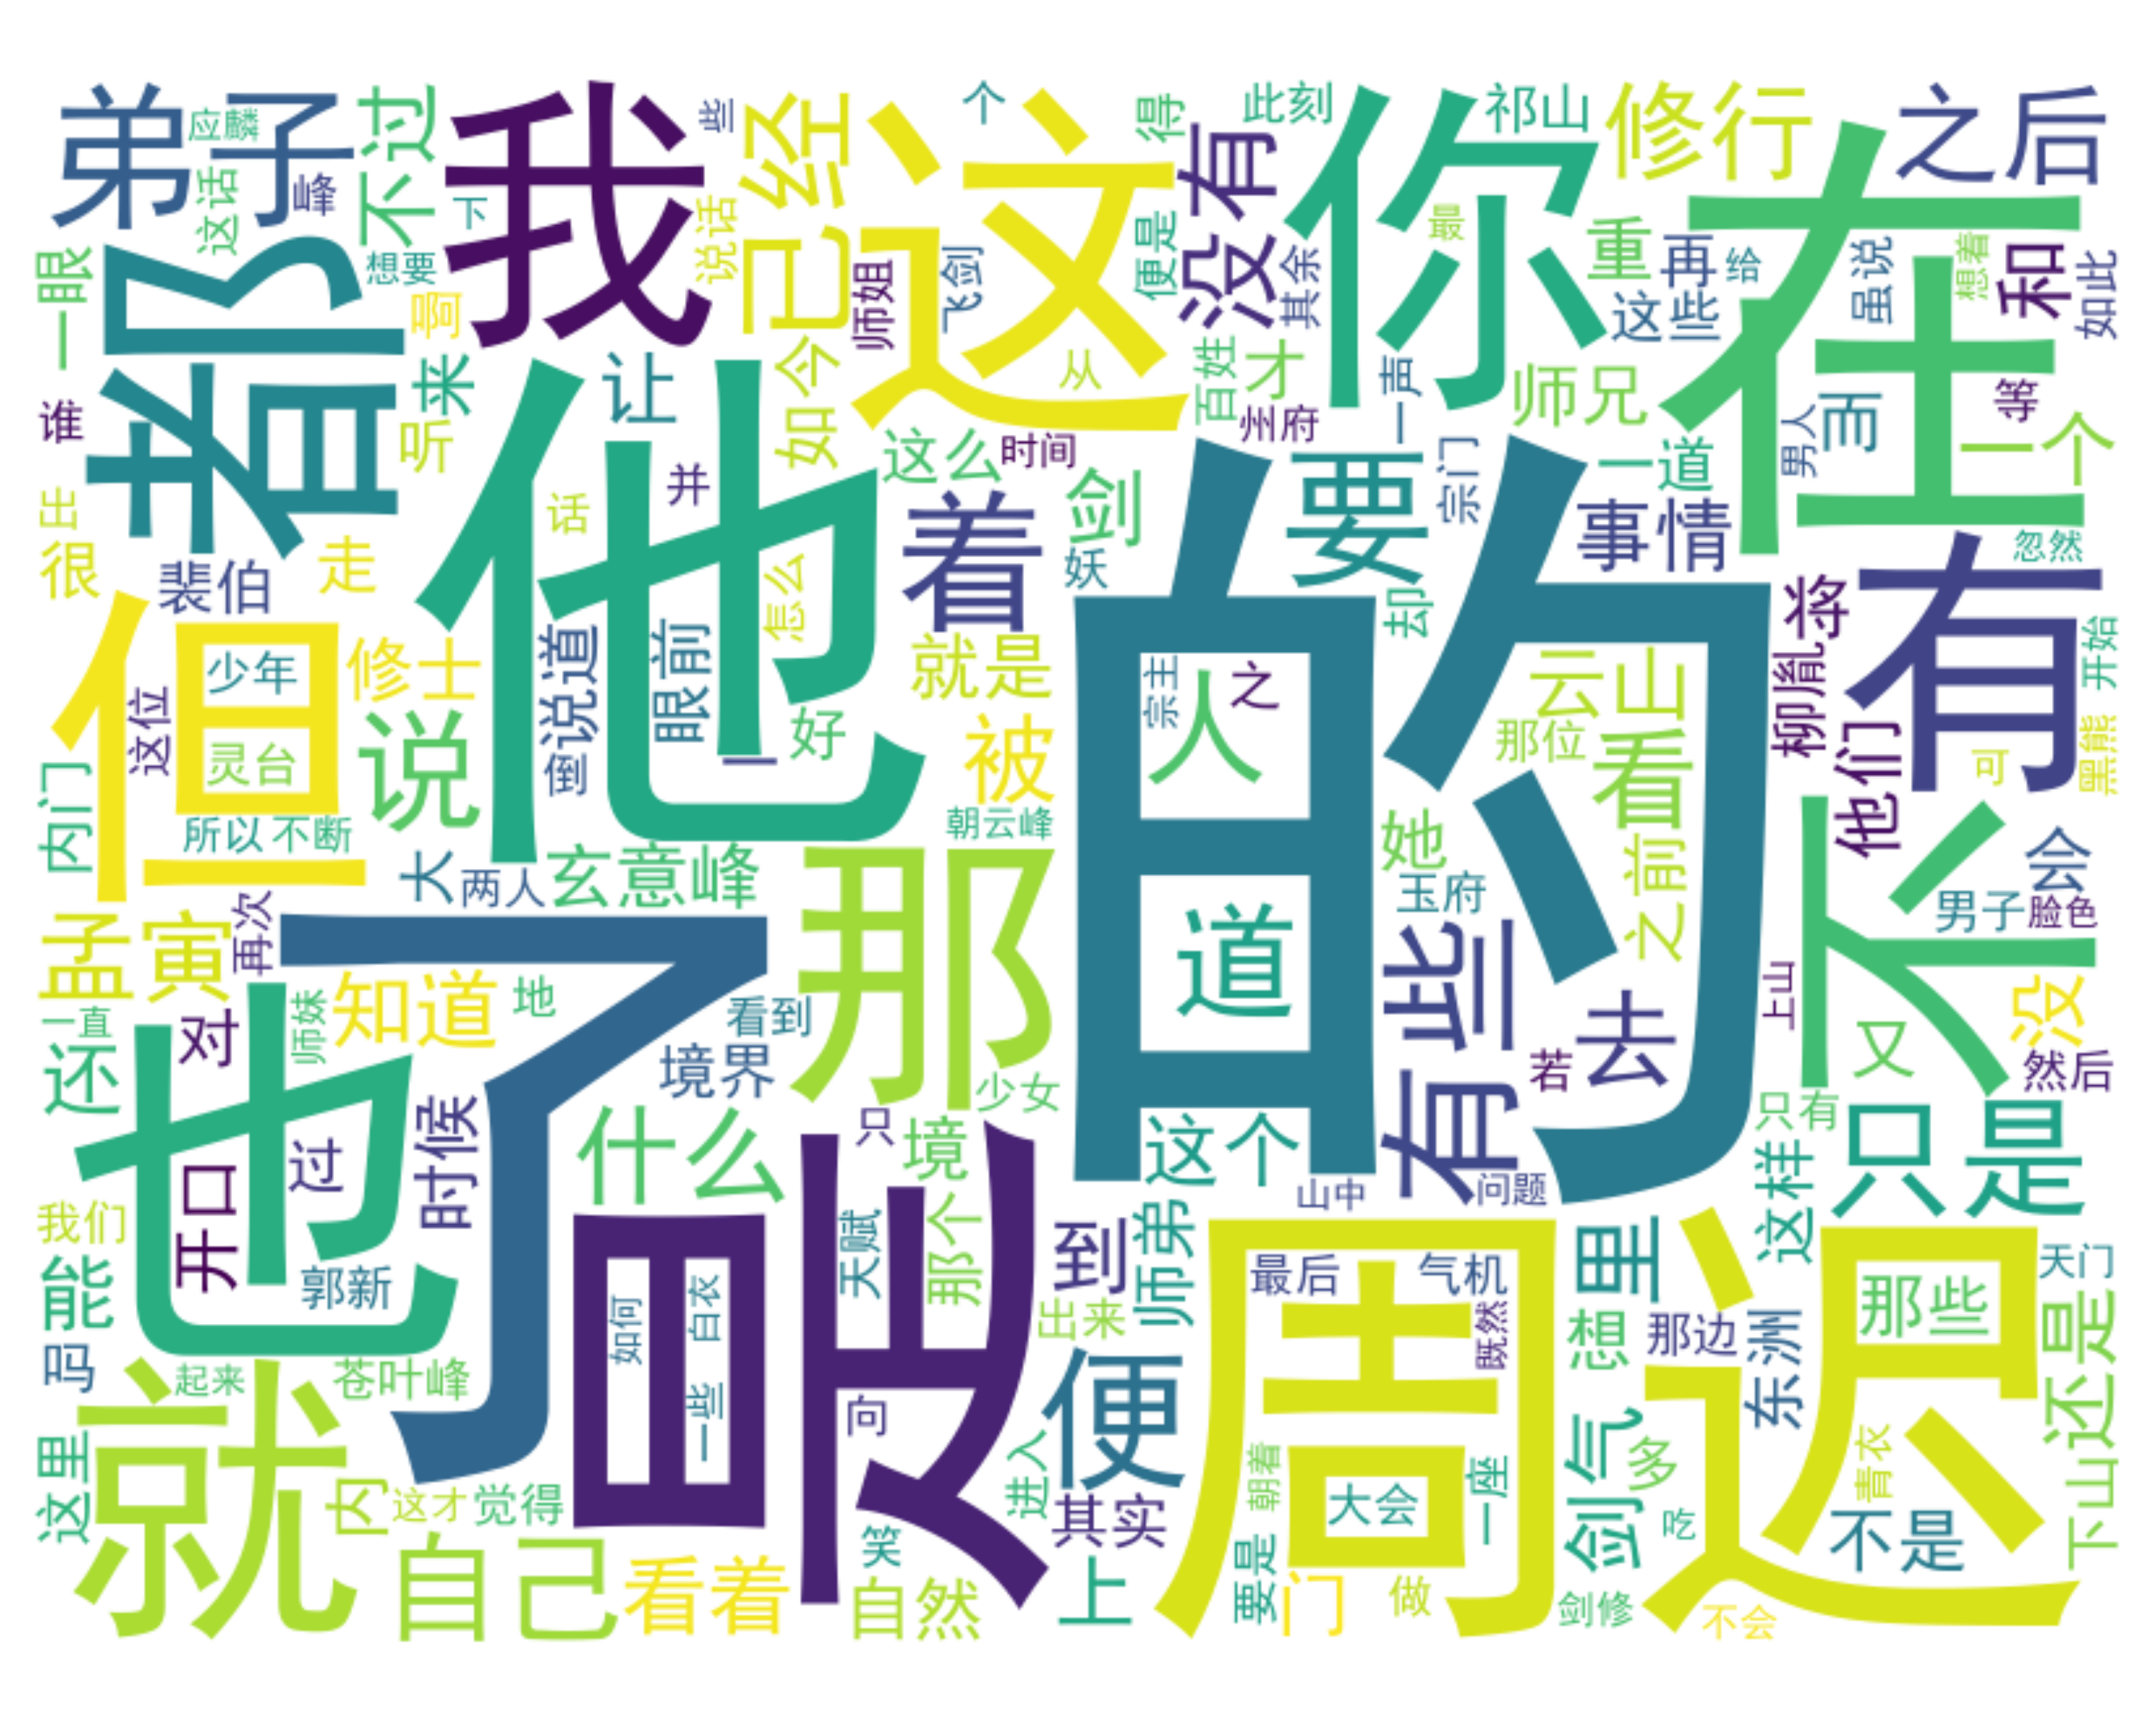 弟子
应麟
不过
我
些
已经
这
个
得
没有
此刻
你
祁山
修行
在
之后
这话
峰
下
说话
师姐
飞剑
便是
其余
最
重
再
给
这些
虽说
想着
和
如此
一眼
都
想要
啊
来
听
让
如今
从
百姓
才
州府
一声
师兄
一道
男人
而
等
一个
谁
他
并
这么
时间
着
剑
妖
要
宗门
事情
忽然
出
很
裴伯
走
话
怎么
的
却
将
有
但
少年
灵台
这位
修士
说
倒
说道
眼前
一
好
就是
被
朝云峰
宗主
人
之
云山
那位
看
柳胤
他们
开始
黑熊
可
内门
所以
不断
大
两人
玄意峰
那
道
她
玉府
之前
有些
去
若
不
会
男子
脸色
上山
没
又
然后
孟寅
再次
了
一直
还
对
师妹
知道
地
看到
境界
少女
也
过
开口
时候
什么
是
只
境
天赋
那个
这个
山中
问题
只有
只是
这样
我们
能
郭新
吗
起来
苍叶峰
如何
一些
白衣
向
到
师弟
出来
便
周
最后
气机
既然
里
想
那边
东洲
迟
那些
天门
还是
就
这里
内
这才
觉得
自己
看着
笑
自然
进入
其实
上
朝着
大会
一座
要是
门
做
剑气
多
吃
剑修
青衣
不是
不会
下山